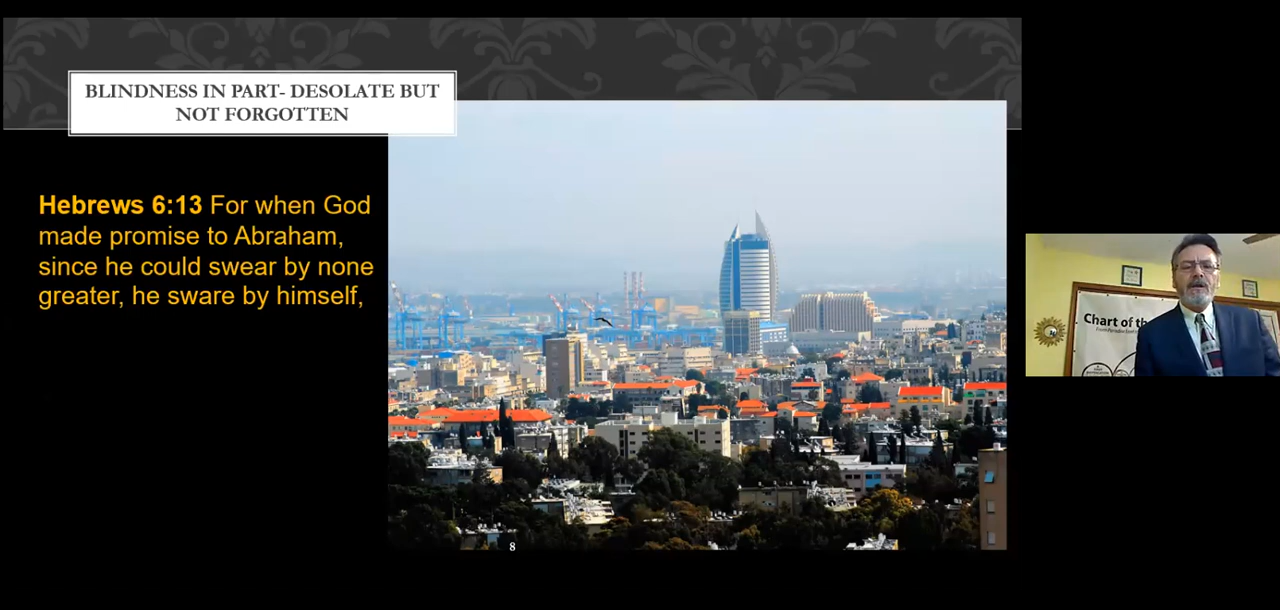 BLINDNESS IN PART- DESOLATE BUT
NOT FORGOTTEN
Hebrews 6:13 For when God
made promise to Abraham,
since he could swear by none
greater, he sware by himself,
8
Chart of th